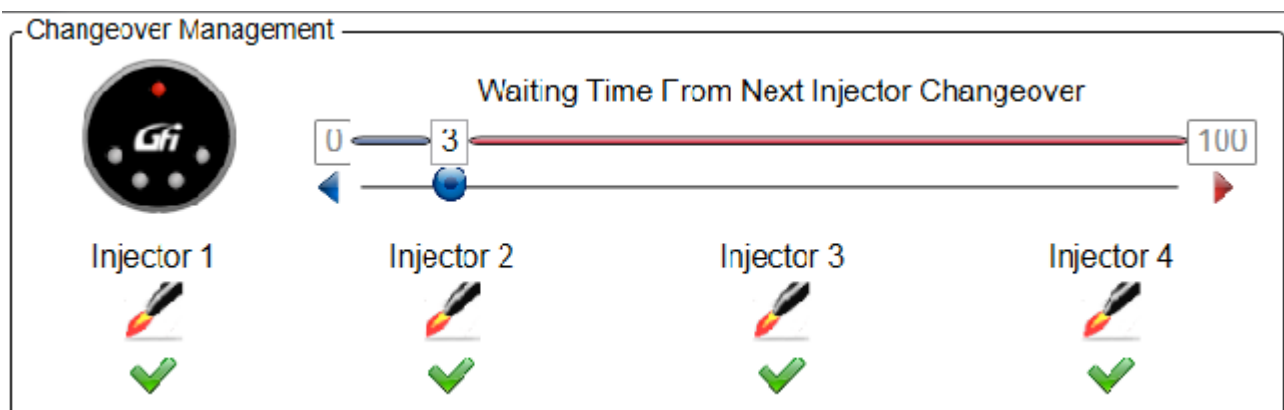 Changeover Management
Gfi
Waiting Time From Next Injector Changeover
0 3 100
Injector 1 Injector 2 Injector 3 Injector 4